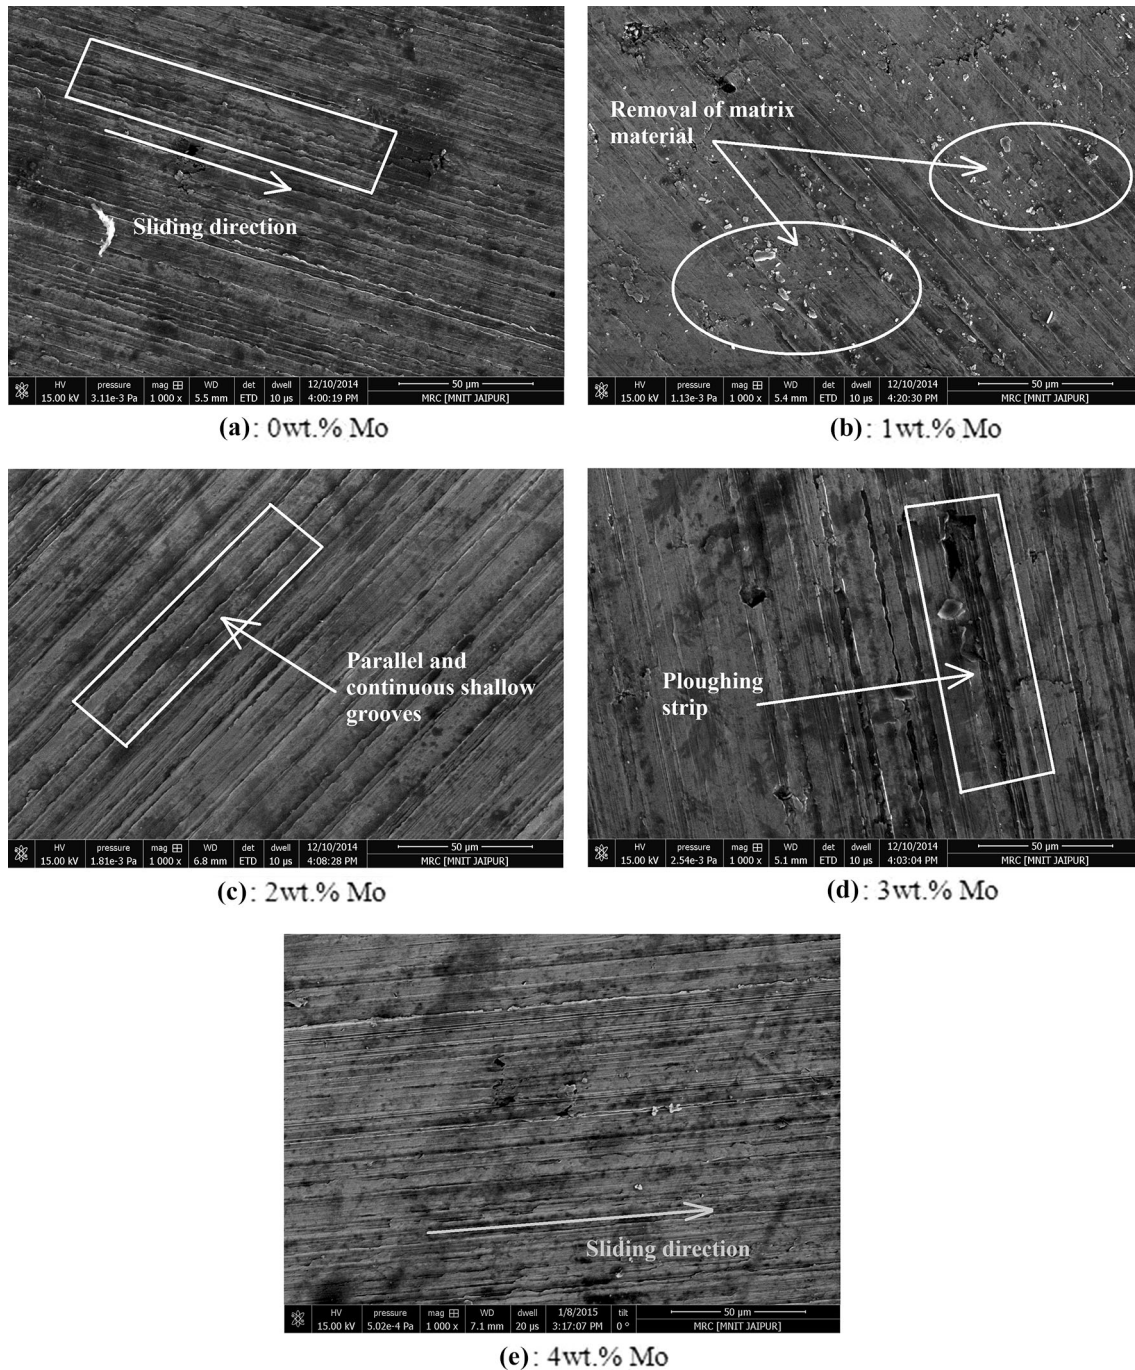 Sliding direction
HV pressure mag WD det dwell 12/10/2014 50 µm
15.00 kV 3.11e-3 Pa 1 000 x 5.5 mm ETD 10 µs 4:00:19 PM MRC [MNIT JAIPUR]
(a): 0wt.% Mo
Removal of matrix
material
HV pressure mag WD det dwell 12/10/2014 50 µm
15.00 kV 1.13e-3 Pa 1 000 x 5.4 mm ETD 10 µs 4:20:30 PM MRC [MNIT JAIPUR]
(b): 1wt.% Mo
Parallel and
continuous shallow
grooves
HV pressure mag WD det dwell 12/10/2014 50 µm
15.00 kV 1.81e-3 Pa 1 000 x 6.8 mm ETD 10 µs 4:08:28 PM MRC [MNIT JAIPUR]
(c): 2wt.% Mo
Ploughing
strip
HV pressure mag WD det dwell 12/10/2014 50 µm
15.00 kV 2.54e-3 Pa 1 000 x 5.1 mm ETD 10 µs 4:03:04 PM MRC [MNIT JAIPUR]
(d): 3wt.% Mo
Sliding direction
HV pressure mag WD dwell 1/8/2015 tilt 50 µm
15.00 kV 5.02e-4 Pa 1 000 x 7.1 mm 20 µs 3:17:07 PM 0 ° MRC [MNIT JAIPUR]
(e): 4wt.% Mo